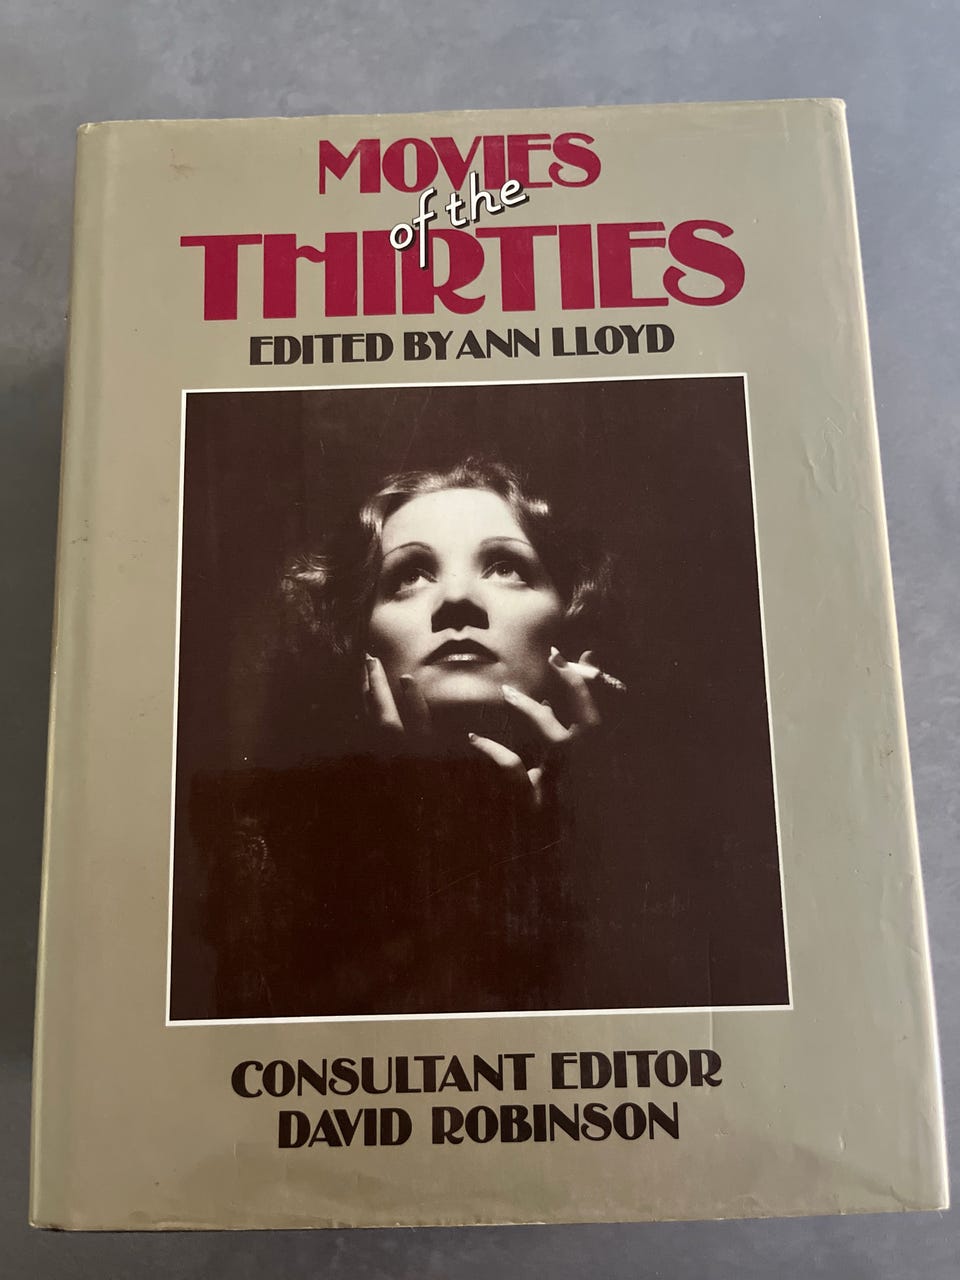 MOVIES
of the
THIRTIES
EDITED BY ANN LLOYD
CONSULTANT EDITOR
DAVID ROBINSON